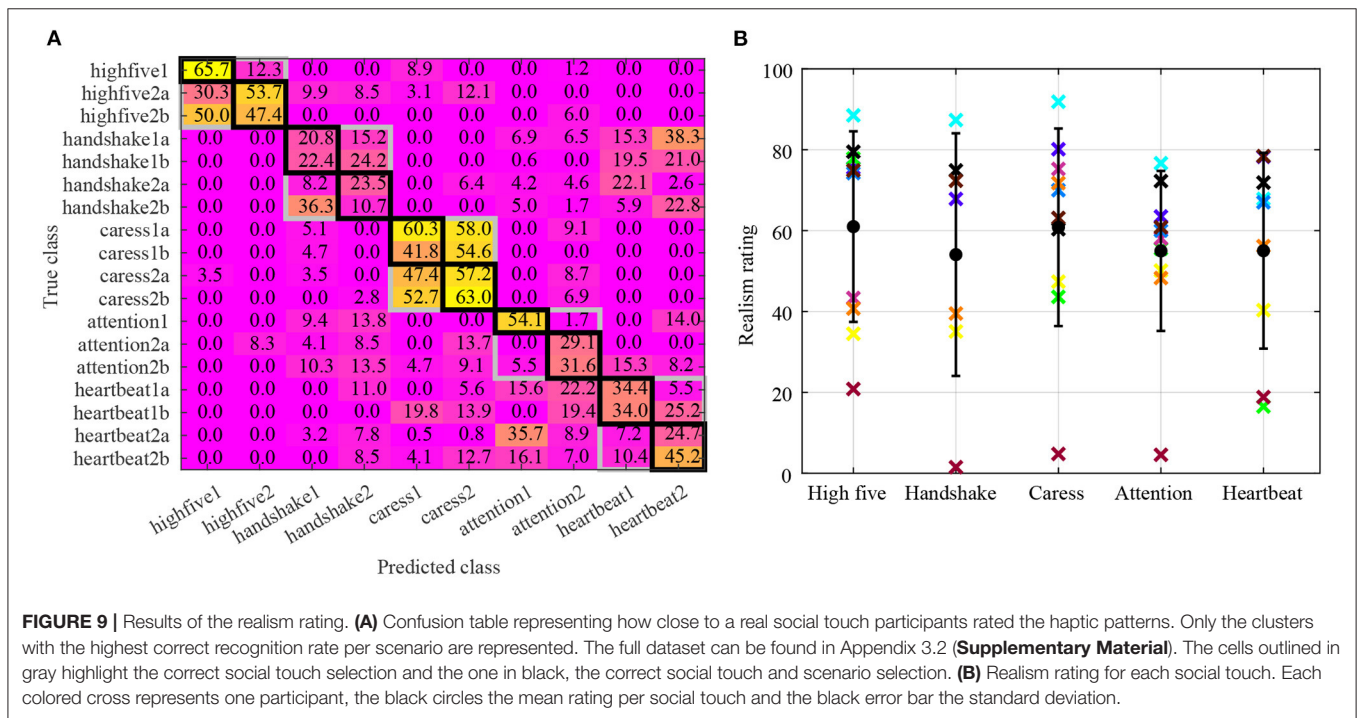 A
highfive1 65.7 12.3 0.0 0.0 8.9 0.0 0.0 1.2 0.0 0.0
highfive2a 30.3 53.7 9.9 8.5 3.1 12.1 0.0 0.0 0.0 0.0
highfive2b 50.0 47.4 0.0 0.0 0.0 0.0 0.0 6.0 0.0 0.0
handshake1a 0.0 0.0 20.8 15.2 0.0 0.0 6.9 6.5 15.3 38.3
handshake1b 0.0 0.0 22.4 24.2 0.0 0.0 0.6 0.0 19.5 21.0
handshake2a 0.0 0.0 8.2 23.5 0.0 6.4 4.2 4.6 22.1 2.6
handshake2b 0.0 0.0 36.3 10.7 0.0 0.0 5.0 1.7 5.9 22.8
caress1a 0.0 0.0 5.1 0.0 60.3 58.0 0.0 9.1 0.0 0.0
caress1b 0.0 0.0 4.7 0.0 41.8 54.6 0.0 0.0 0.0 0.0
caress2a 3.5 0.0 3.5 0.0 47.4 57.2 0.0 8.7 0.0 0.0
caress2b 0.0 0.0 0.0 2.8 52.7 63.0 0.0 6.9 0.0 0.0
attention1 0.0 0.0 9.4 13.8 0.0 0.0 54.1 1.7 0.0 14.0
attention2a 0.0 8.3 4.1 8.5 0.0 13.7 0.0 29.1 0.0 0.0
attention2b 0.0 0.0 10.3 13.5 4.7 9.1 5.5 31.6 15.3 8.2
heartbeat1a 0.0 0.0 0.0 11.0 0.0 5.6 15.6 22.2 34.4 5.5
heartbeat1b 0.0 0.0 0.0 0.0 19.8 13.9 0.0 19.4 34.0 25.2
heartbeat2a 0.0 0.0 3.2 7.8 0.5 0.8 35.7 8.9 7.2 24.7
heartbeat2b 0.0 0.0 0.0 8.5 4.1 12.7 16.1 7.0 10.4 45.2
True class
highfive1 highfive2 handshake1 handshake2 caress1 caress2 attention1 attention2 heartbeat1 heartbeat2
Predicted class
B
100
80
60
40
20
0
Realism rating
High five Handshake Caress Attention Heartbeat
FIGURE 9 | Results of the realism rating. (A) Confusion table representing how close to a real social touch participants rated the haptic patterns. Only the clusters
with the highest correct recognition rate per scenario are represented. The full dataset can be found in Appendix 3.2 (Supplementary Material). The cells outlined in
gray highlight the correct social touch selection and the one in black, the correct social touch and scenario selection. (B) Realism rating for each social touch. Each
colored cross represents one participant, the black circles the mean rating per social touch and the black error bar the standard deviation.